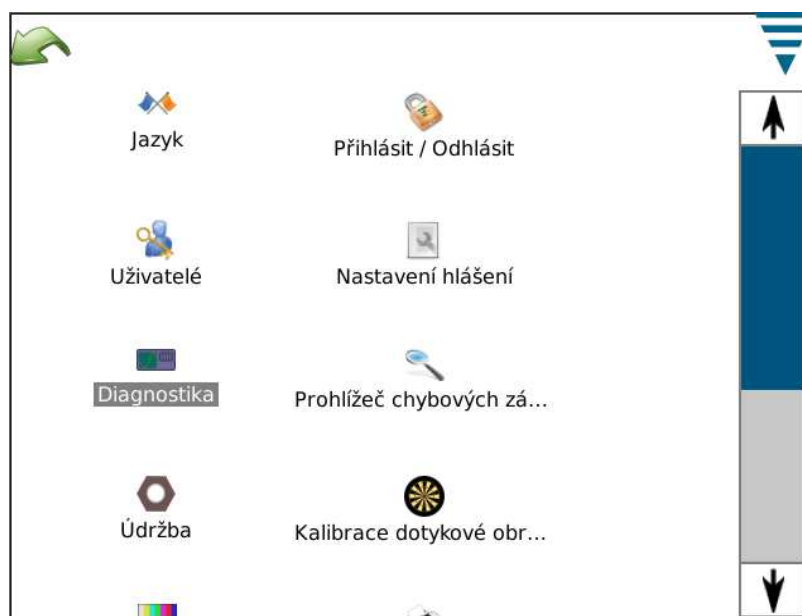 Jazyk
Přihlásit / Odhlásit
Uživatelé
Nastavení hlášení
Diagnostika
Prohlížeč chybových zá...
Údržba
Kalibrace dotykové obr...